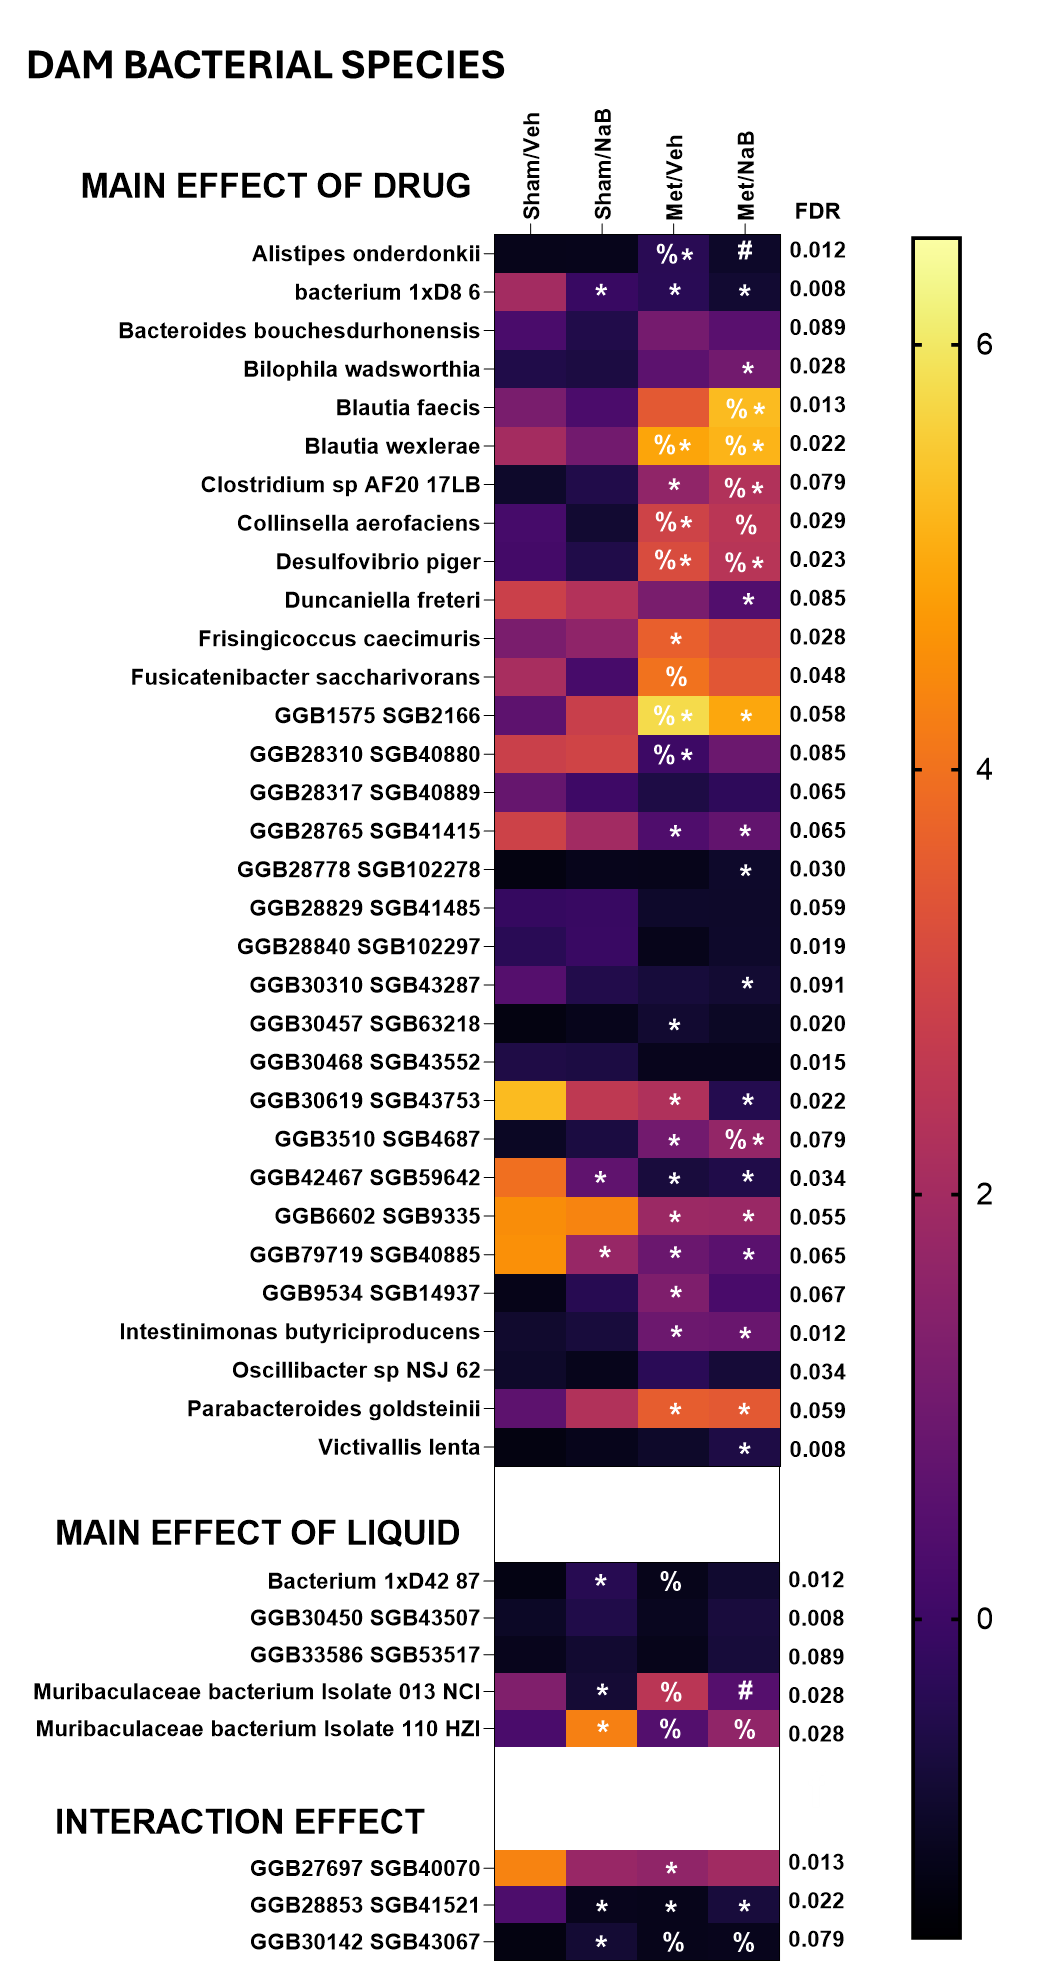 DAM BACTERIAL SPECIES
Sham/Veh
Sham/NaB
Met/Veh
Met/NaB
MAIN EFFECT OF DRUG
FDR
Alistipes onderdonkii % * # 0.012
bacterium 1xD8 6 * * * 0.008
Bacteroides bouchesdurhonensis 0.089
Bilophila wadsworthia * 0.028
Blautia faecis % * 0.013
Blautia wexlerae % * % * 0.022
Clostridium sp AF20 17LB * % * 0.079
Collinsella aerofaciens % * % 0.029
Desulfovibrio piger % * % * 0.023
Duncaniella freteri * 0.085
Frisingicoccus caecimuris * 0.028
Fusicatenibacter saccharivorans % 0.048
GGB1575 SGB2166 % * * 0.058
GGB28310 SGB40880 % * 0.085
GGB28317 SGB40889 0.065
GGB28765 SGB41415 * * 0.065
GGB28778 SGB102278 * 0.030
GGB28829 SGB41485 0.059
GGB28840 SGB102297 0.019
GGB30310 SGB43287 * 0.091
GGB30457 SGB63218 * 0.020
GGB30468 SGB43552 0.015
GGB30619 SGB43753 * * 0.022
GGB3510 SGB4687 * % * 0.079
GGB42467 SGB59642 * * * 0.034
GGB6602 SGB9335 * * 0.055
GGB79719 SGB40885 * * * 0.065
GGB9534 SGB14937 * 0.067
Intestinimonas butyriciproducens * * 0.012
Oscillibacter sp NSJ 62 0.034
Parabacteroides goldsteinii * * 0.059
Victivallis lenta * 0.008
MAIN EFFECT OF LIQUID
Bacterium 1xD42 87 * % 0.012
GGB30450 SGB43507 0.008
GGB33586 SGB53517 0.089
Muribaculaceae bacterium Isolate 013 NCI * % # 0.028
Muribaculaceae bacterium Isolate 110 HZI * % % 0.028
INTERACTION EFFECT
GGB27697 SGB40070 * 0.013
GGB28853 SGB41521 * * * 0.022
GGB30142 SGB43067 * % % 0.079
6
4
2
0